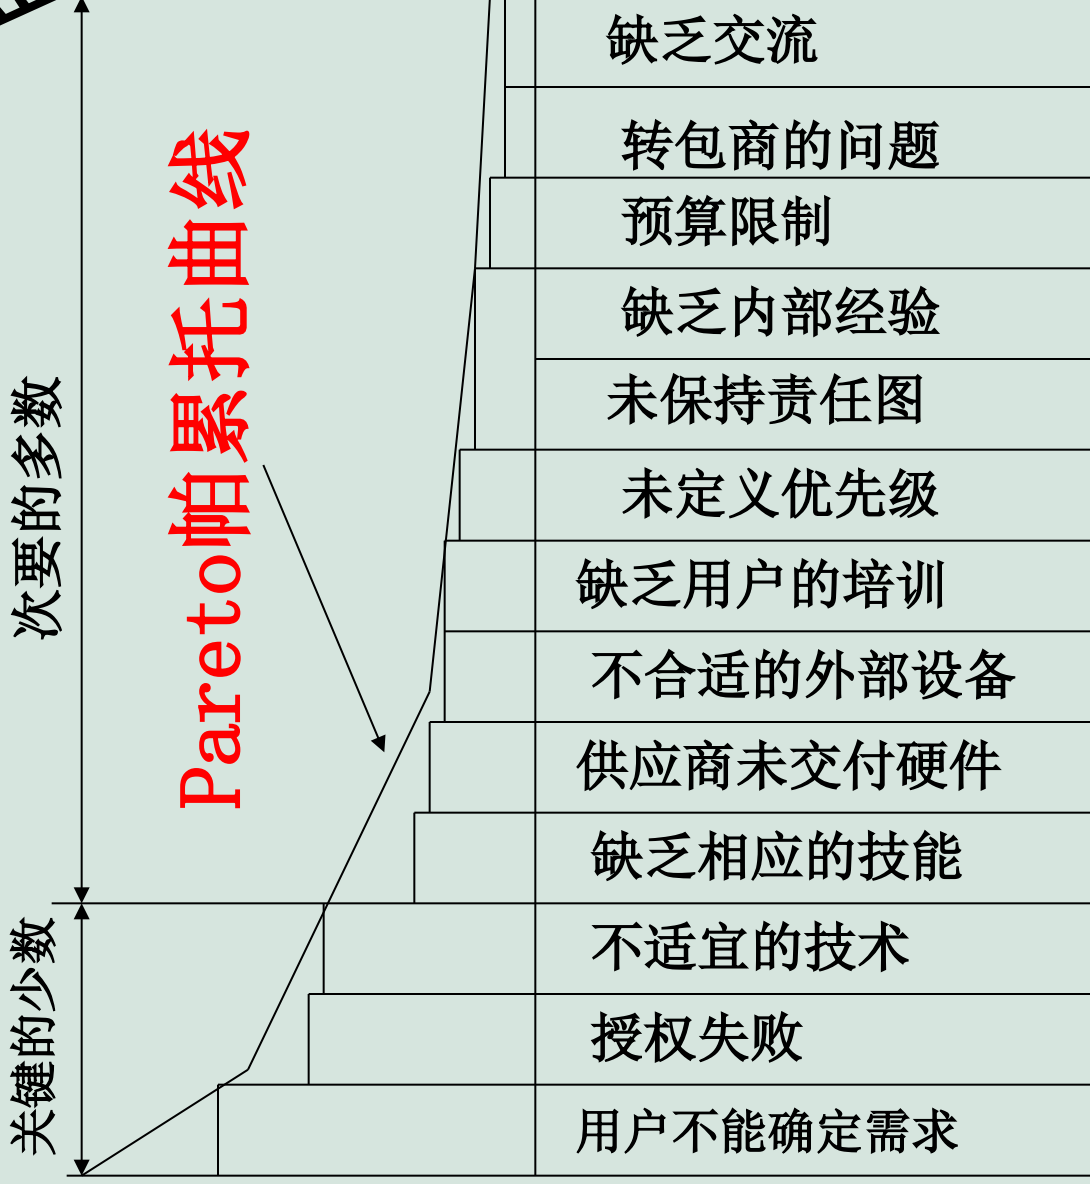 缺乏交流
转包商的问题
预算限制
缺乏内部经验
未保持责任图
未定义优先级
缺乏用户的培训
不合适的外部设备
供应商未交付硬件
缺乏相应的技能
不适宜的技术
授权失败
用户不能确定需求
Pareto帕累托曲线
次要的多数
关键的少数